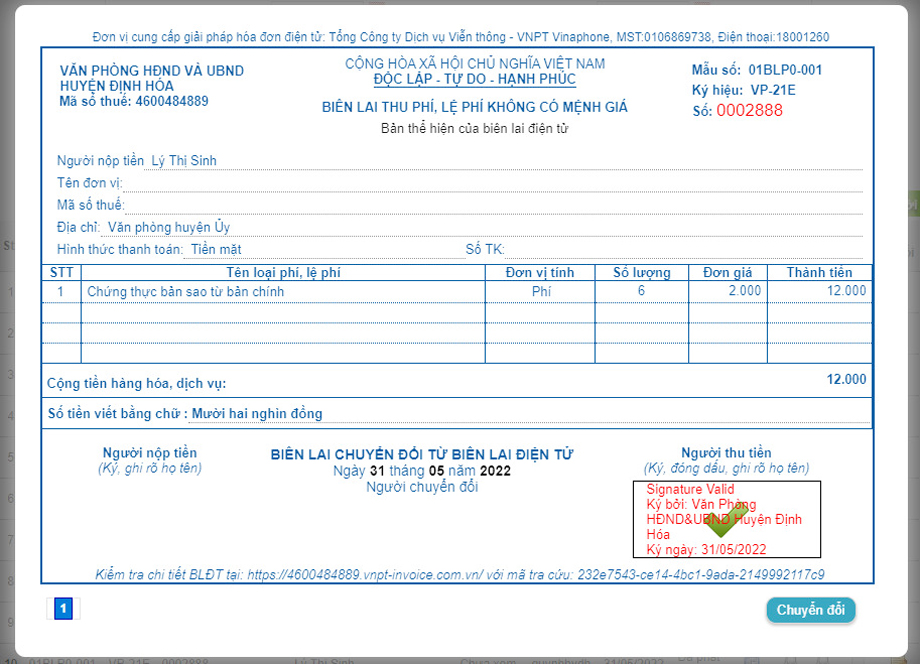 Đơn vị cung cấp giải pháp hóa đơn điện tử: Tổng Công ty Dịch vụ Viễn thông - VNPT Vinaphone, MST:0106869738, Điện thoại:18001260
VĂN PHÒNG HĐND VÀ UBND
HUYỆN ĐỊNH HÓA
Mã số thuế: 4600484889
CỘNG HÒA XÃ HỘI CHỦ NGHĨA VIỆT NAM
ĐỘC LẬP - TỰ DO - HẠNH PHÚC
BIÊN LAI THU PHÍ, LỆ PHÍ KHÔNG CÓ MỆNH GIÁ
Bản thể hiện của biên lai điện tử
Mẫu số: 01BLP0-001
Ký hiệu: VP-21E
Số: 0002888
Người nộp tiền Lý Thị Sinh
Tên đơn vị:
Mã số thuế:
Địa chỉ: Văn phòng huyện Ủy
Hình thức thanh toán: Tiền mặt Số TK:
STT Tên loại phí, lệ phí Đơn vị tính Số lượng Đơn giá Thành tiền
1 Chứng thực bản sao từ bản chính Phí 6 2.000 12.000
Cộng tiền hàng hóa, dịch vụ: 12.000
Số tiền viết bằng chữ : Mười hai nghìn đồng
Người nộp tiền
(Ký, ghi rõ họ tên)
BIÊN LAI CHUYỂN ĐỔI TỪ BIÊN LAI ĐIỆN TỬ
Ngày 31 tháng 05 năm 2022
Người chuyển đổi
Người thu tiền
(Ký, đóng dấu, ghi rõ họ tên)
Signature Valid
Ký bởi: Văn Phòng
HĐND&UBND Huyện Định
Hóa
Ký ngày: 31/05/2022
Kiểm tra chi tiết BLĐT tại: https://4600484889.vnpt-invoice.com.vn/ với mã tra cứu: 232e7543-ce14-4bc1-9ada-2149992117c9
1
Chuyển đổi